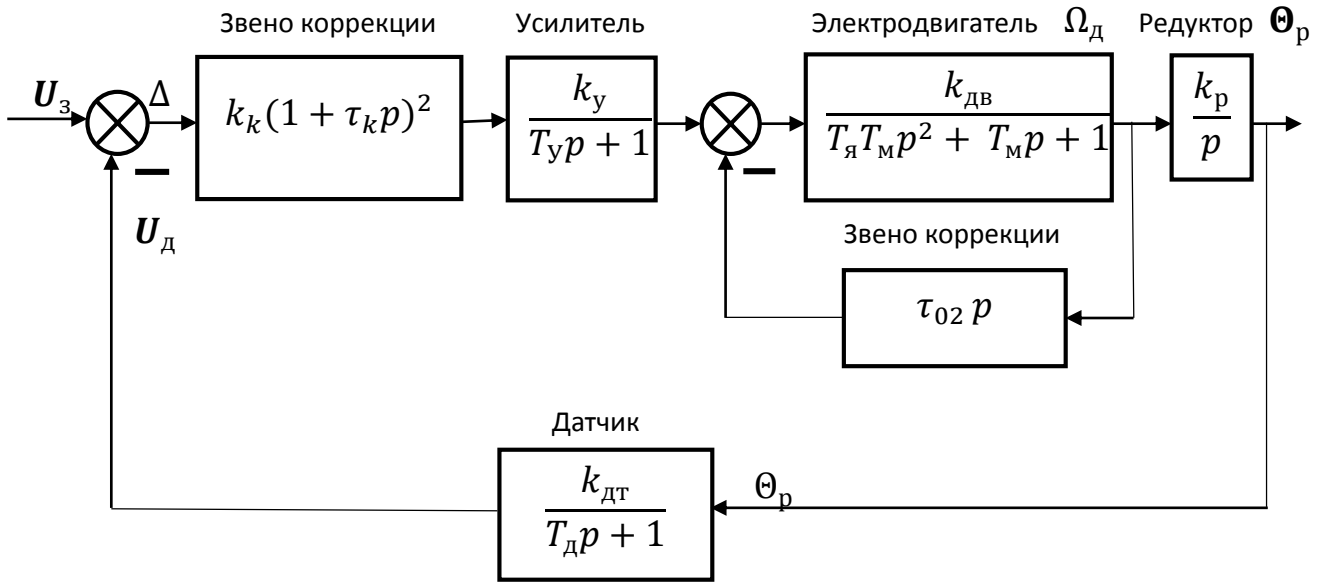 Звено коррекции
Усилитель
Электродвигатель Ω_д
Редуктор Θ_р
U_з
Δ
k_k(1 + τ_k p)^2
k_у
T_у p + 1
k_дв
T_я T_м p^2 + T_м p + 1
k_р
p
U_д
Звено коррекции
τ_02 p
Датчик
k_дт
T_д p + 1
Θ_р